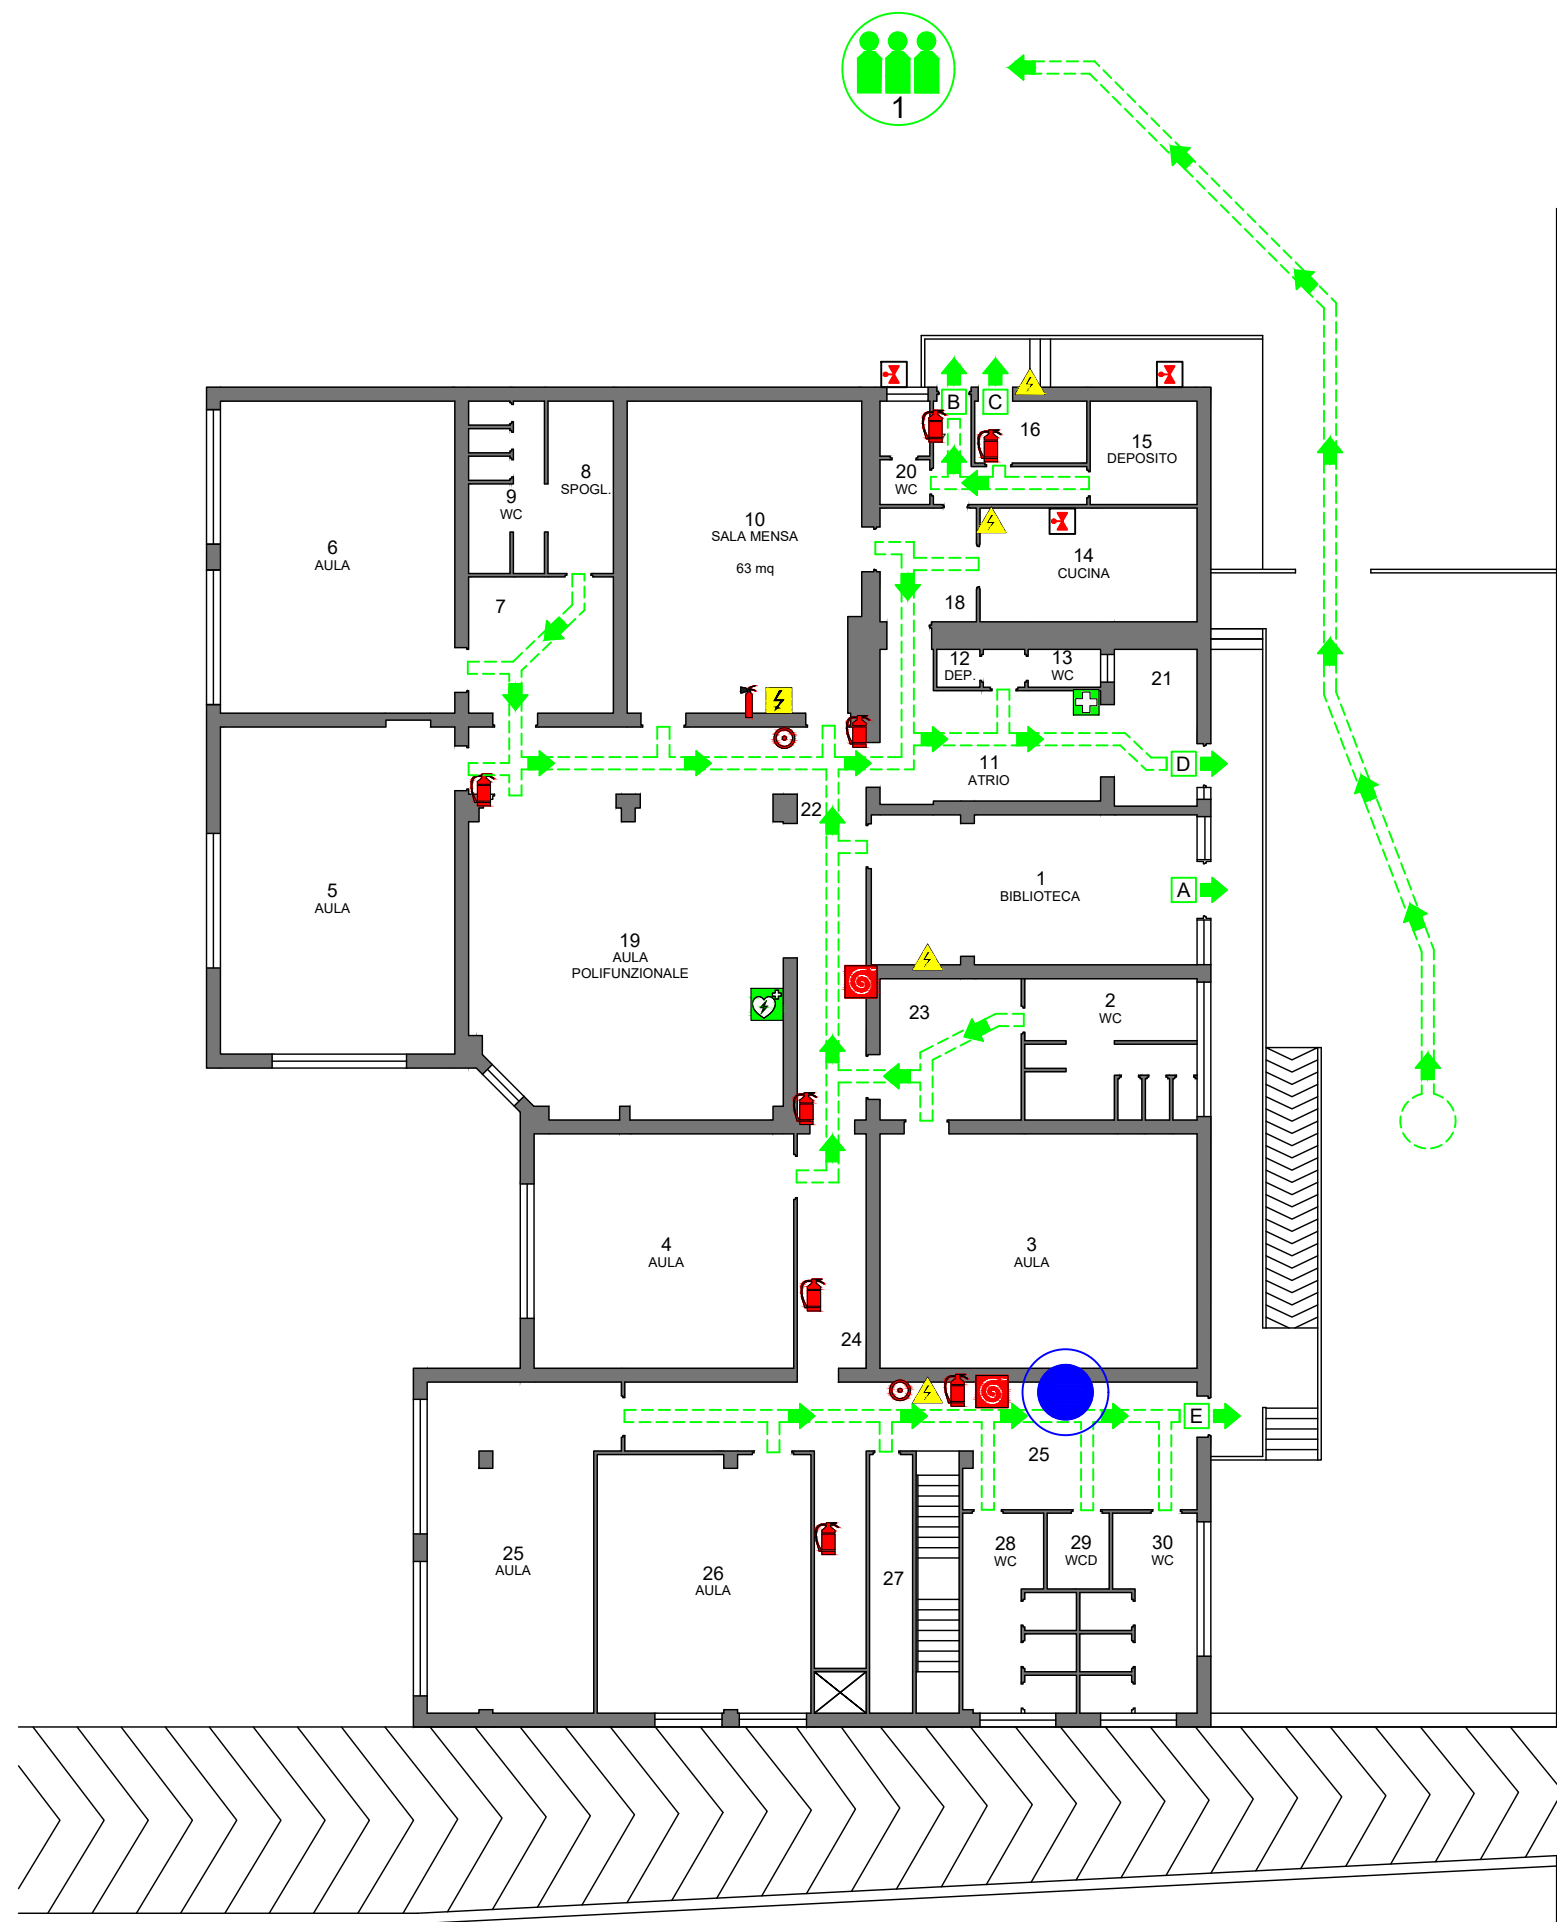 1
B
C
16
15
DEPOSITO
8
SPOGL.
20
WC
9
WC
10
SALA MENSA
63 mq
6
AULA
14
CUCINA
7
18
12
DEP.
13
WC
21
11
ATRIO
D
22
5
AULA
1
BIBLIOTECA
A
19
AULA
POLIFUNZIONALE
23
2
WC
4
AULA
3
AULA
24
E
25
25
AULA
26
AULA
27
28
WC
29
WCD
30
WC